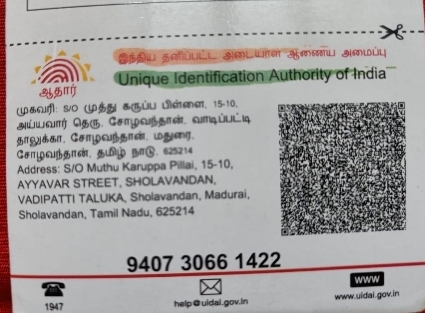 இந்திய தனிப்பட்ட அடையாள ஆணைய அமைப்பு
ஆதார்
Unique Identification Authority of India
முகவரி: S/O முத்து கருப்ப பிள்ளை, 15-10,
அய்யவார் தெரு, சோழவந்தான், வாடிப்பட்டி
தாலுக்கா, சோழவந்தான், மதுரை,
சோழவந்தான், தமிழ் நாடு, 625214
Address: S/O Muthu Karuppa Pillai, 15-10,
AYYAVAR STREET, SHOLAVANDAN,
VADIPATTI TALUKA, Sholavandan, Madurai,
Sholavandan, Tamil Nadu, 625214
9407 3066 1422
1947
help@uidai.gov.in
WWW
www.uidai.gov.in